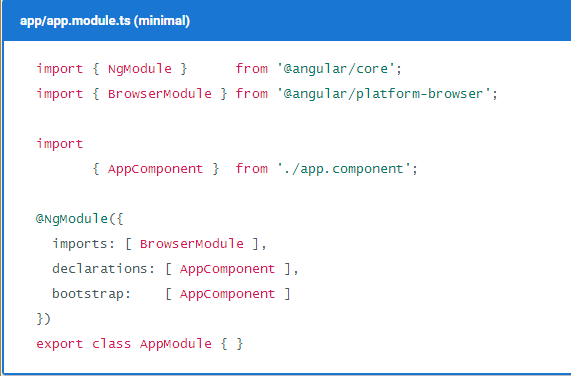 app/app.module.ts (minimal)
import { NgModule }      from '@angular/core';
import { BrowserModule } from '@angular/platform-browser';
import
       { AppComponent }  from './app.component';
@NgModule({
  imports: [ BrowserModule ],
  declarations: [ AppComponent ],
  bootstrap:    [ AppComponent ]
})
export class AppModule { }